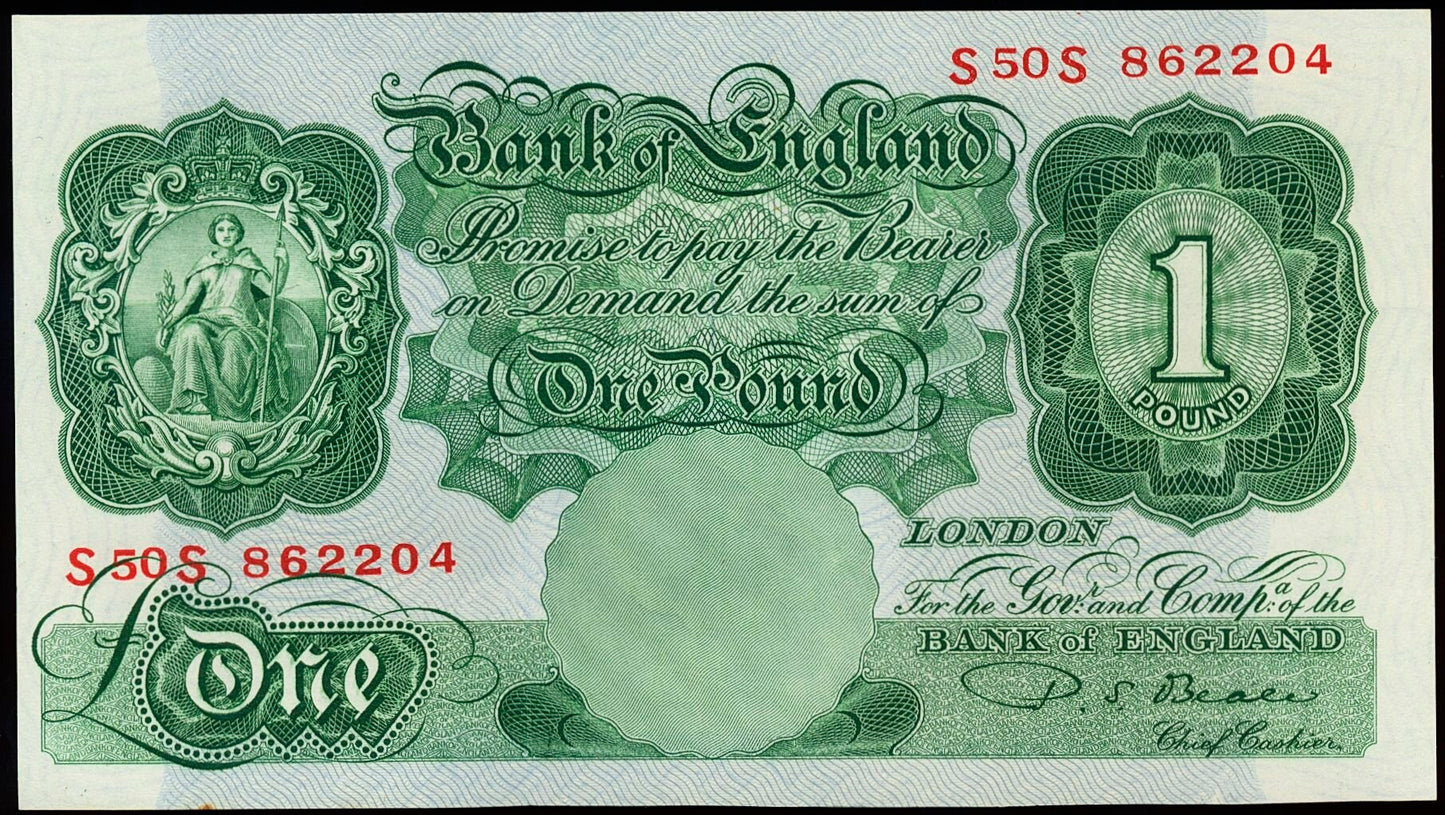 S50S 862204
Bank of England
Promise to pay the Bearer
on Demand the sum of
One Pound
1
POUND
LONDON
S50S 862204
For the Govr. and Compa. of the
BANK of ENGLAND
£One
P. S. Beale
Chief Cashier.